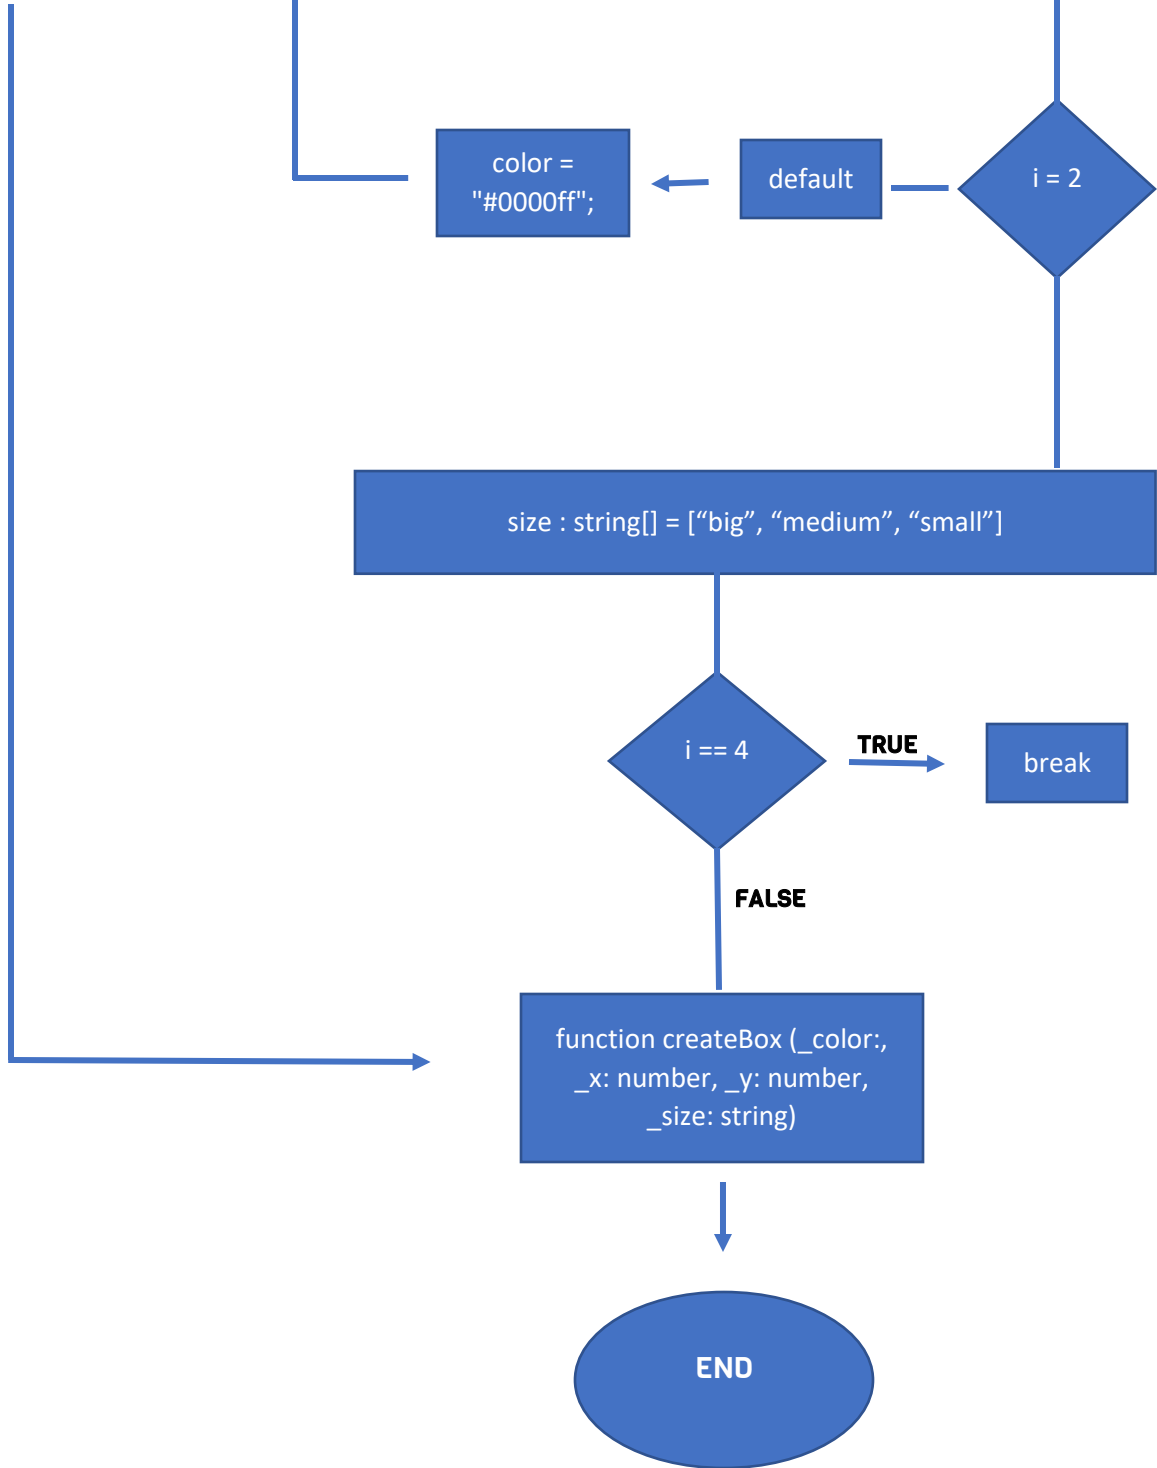 color =
"#0000ff";
default
i = 2
size : string[] = [“big”, “medium”, “small”]
i == 4
TRUE
break
FALSE
function createBox (_color:,
_x: number, _y: number,
_size: string)
END